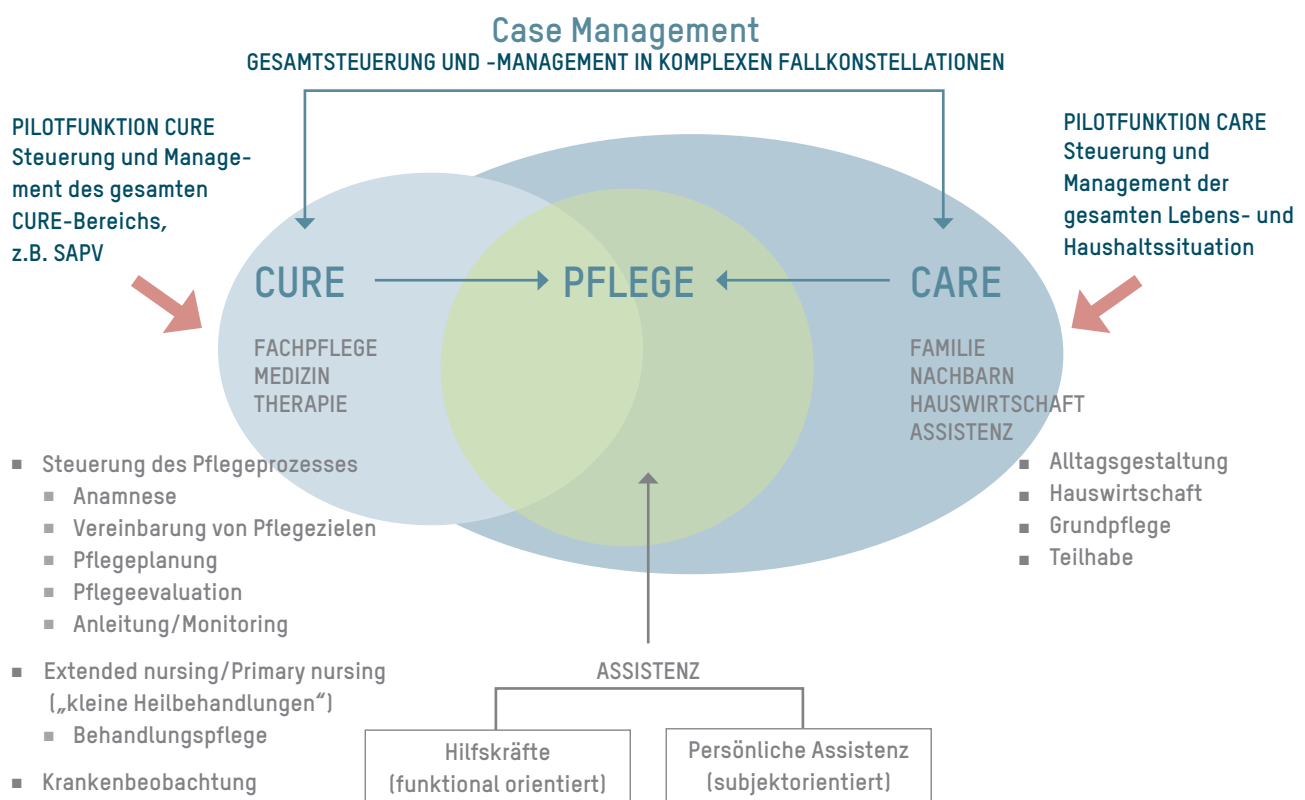 Case Management
GESAMTSTEUERUNG UND -MANAGEMENT IN KOMPLEXEN FALLKONSTELLATIONEN
PILOTFUNKTION CURE
Steuerung und Manage-
ment des gesamten
CURE-Bereichs,
z.B. SAPV
PILOTFUNKTION CARE
Steuerung und
Management der
gesamten Lebens- und
Haushaltssituation
CURE
PFLEGE
CARE
FACHPFLEGE
MEDIZIN
THERAPIE
FAMILIE
NACHBARN
HAUSWIRTSCHAFT
ASSISTENZ
■ Steuerung des Pflegeprozesses
■ Anamnese
■ Vereinbarung von Pflegezielen
■ Pflegeplanung
■ Pflegeevaluation
■ Anleitung/Monitoring
■ Extended nursing/Primary nursing
(„kleine Heilbehandlungen“)
■ Behandlungspflege
■ Krankenbeobachtung
■ Alltagsgestaltung
■ Hauswirtschaft
■ Grundpflege
■ Teilhabe
ASSISTENZ
Hilfskräfte
(funktional orientiert)
Persönliche Assistenz
(subjektorientiert)